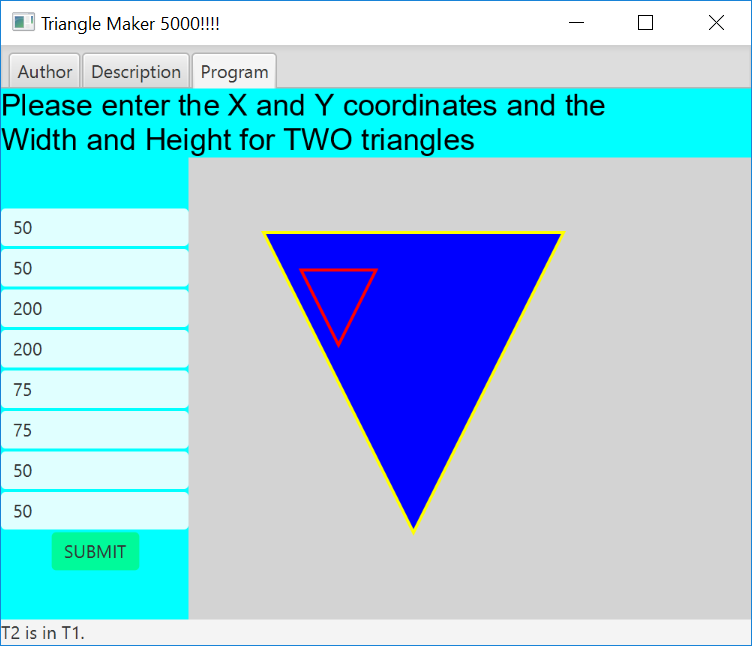 Triangle Maker 5000!!!!
Author Description Program
Please enter the X and Y coordinates and the
Width and Height for TWO triangles
50
50
200
200
75
75
50
50
SUBMIT
T2 is in T1.